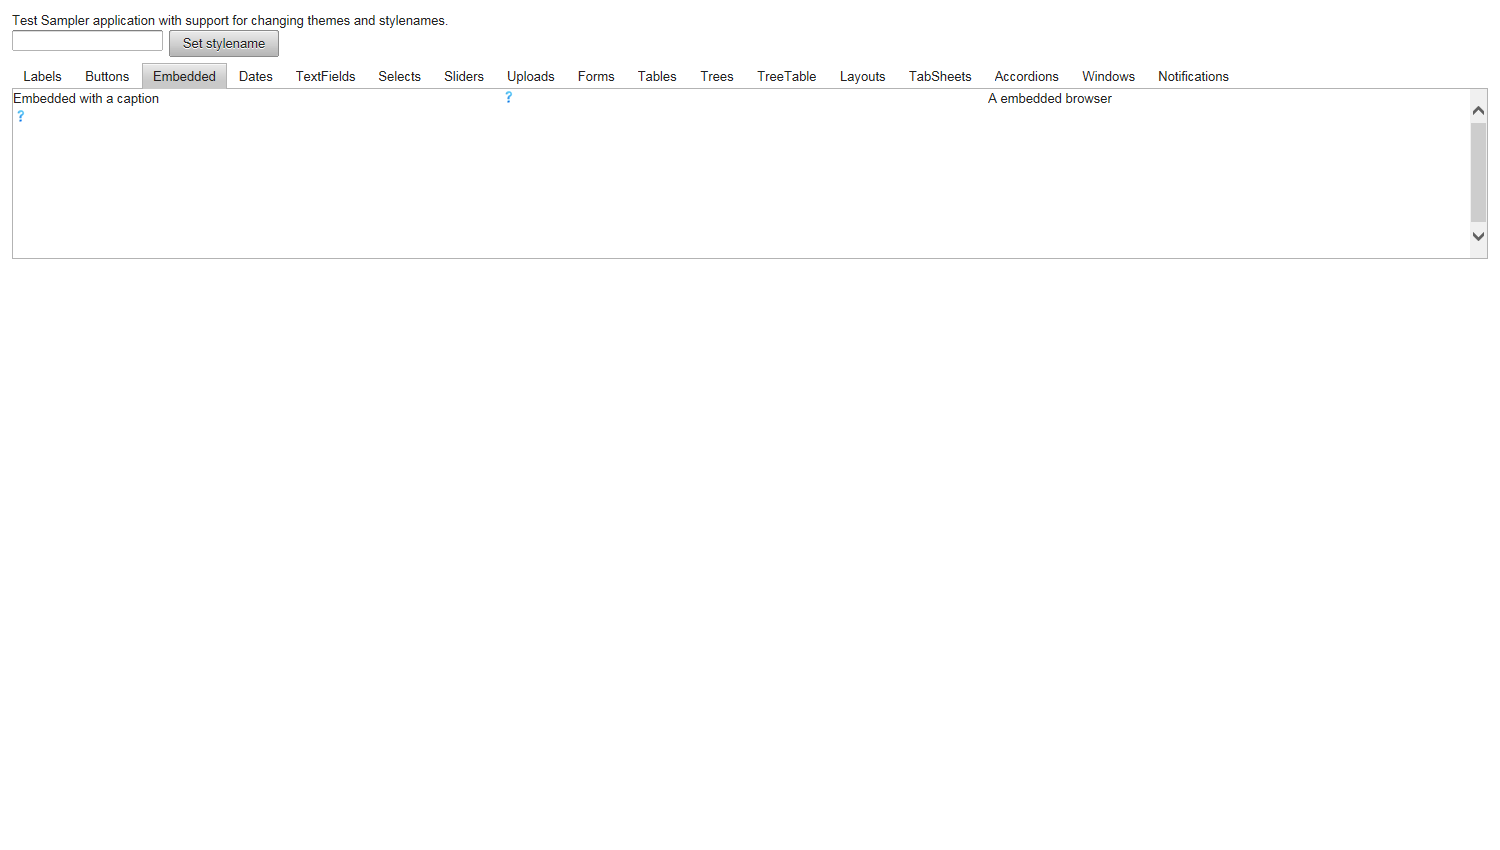 Test Sampler application with support for changing themes and stylenames.
Set stylename
Labels Buttons Embedded Dates TextFields Selects Sliders Uploads Forms Tables Trees TreeTable Layouts TabSheets Accordions Windows Notifications
Embedded with a caption ? A embedded browser
?